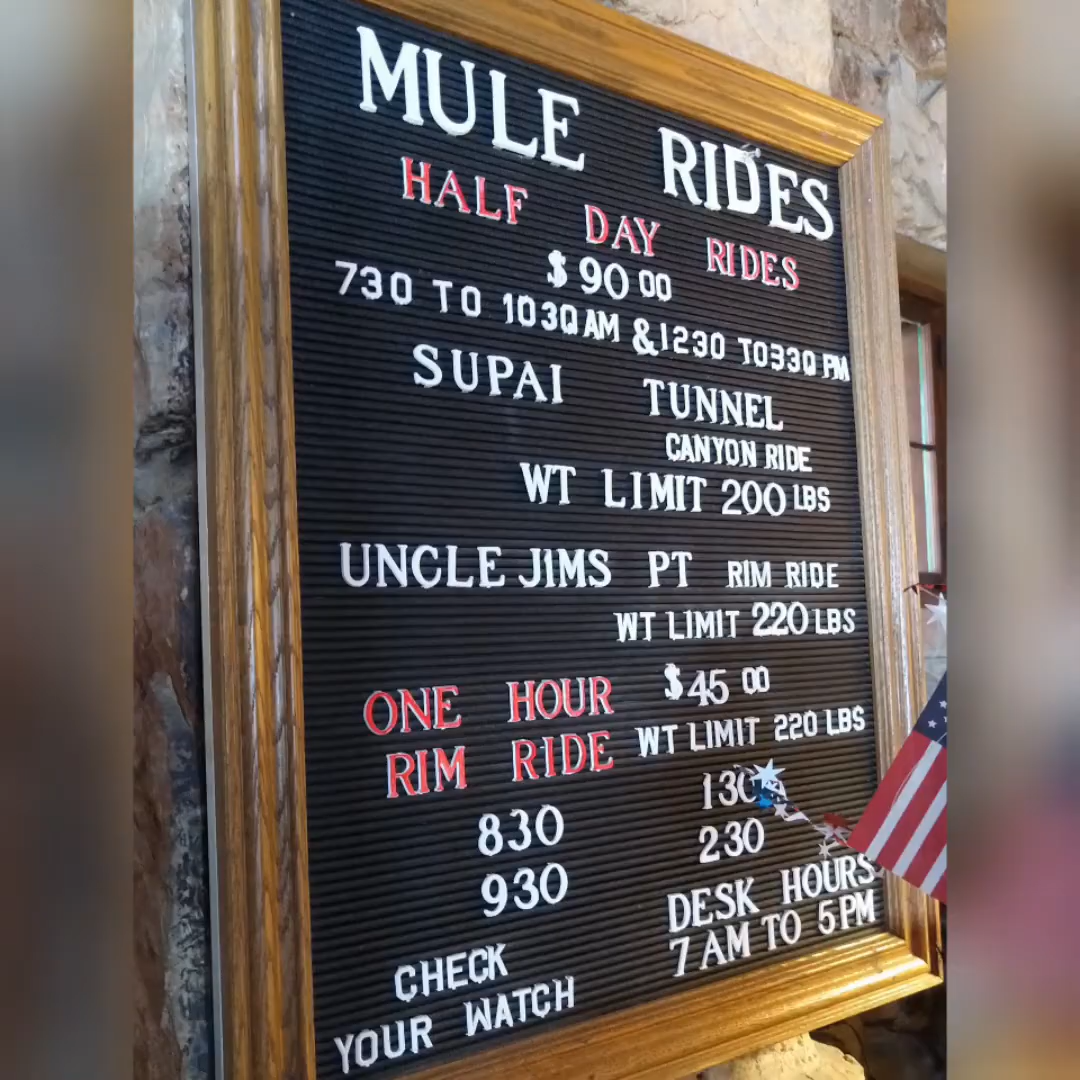 MULE RIDES
HALF DAY RIDES
$90 00
730 TO 1030 AM & 1230 TO 330 PM
SUPAI TUNNEL
CANYON RIDE
WT LIMIT 200 LBS
UNCLE JIMS PT RIM RIDE
WT LIMIT 220 LBS
ONE HOUR $45 00
RIM RIDE WT LIMIT 220 LBS
830 130
930 230
DESK HOURS
7 AM TO 5 PM
CHECK
YOUR WATCH